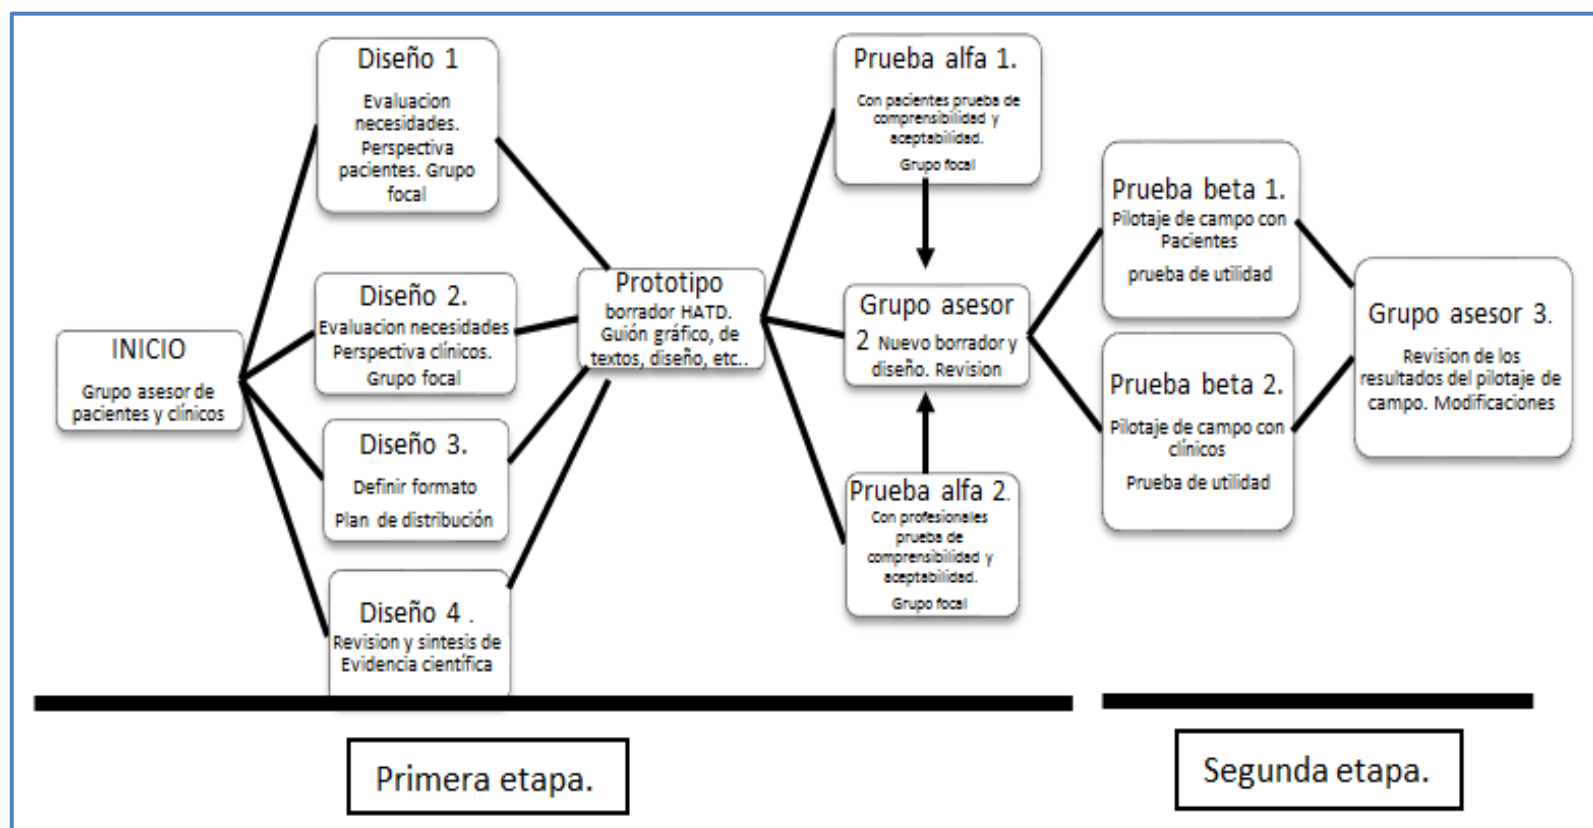 INICIO
Grupo asesor de
pacientes y clínicos
Diseño 1
Evaluacion
necesidades.
Perspectiva
pacientes. Grupo
focal
Diseño 2.
Evaluacion necesidades
Perspectiva clínicos.
Grupo focal
Diseño 3.
Definir formato
Plan de distribución
Diseño 4 .
Revision y sintesis de
Evidencia científica
Prototipo
borrador HATD.
Guión gráfico, de
textos, diseño, etc..
Prueba alfa 1.
Con pacientes prueba de
comprensibilidad y
aceptabilidad.
Grupo focal
Grupo asesor
2 Nuevo borrador y
diseño. Revision
Prueba alfa 2.
Con profesionales
prueba de
comprensibilidad y
aceptabilidad.
Grupo focal
Prueba beta 1.
Pilotaje de campo con
Pacientes
prueba de utilidad
Prueba beta 2.
Pilotaje de campo con
clínicos
Prueba de utilidad
Grupo asesor 3.
Revision de los
resultados del pilotaje de
campo. Modificaciones
Primera etapa.
Segunda etapa.